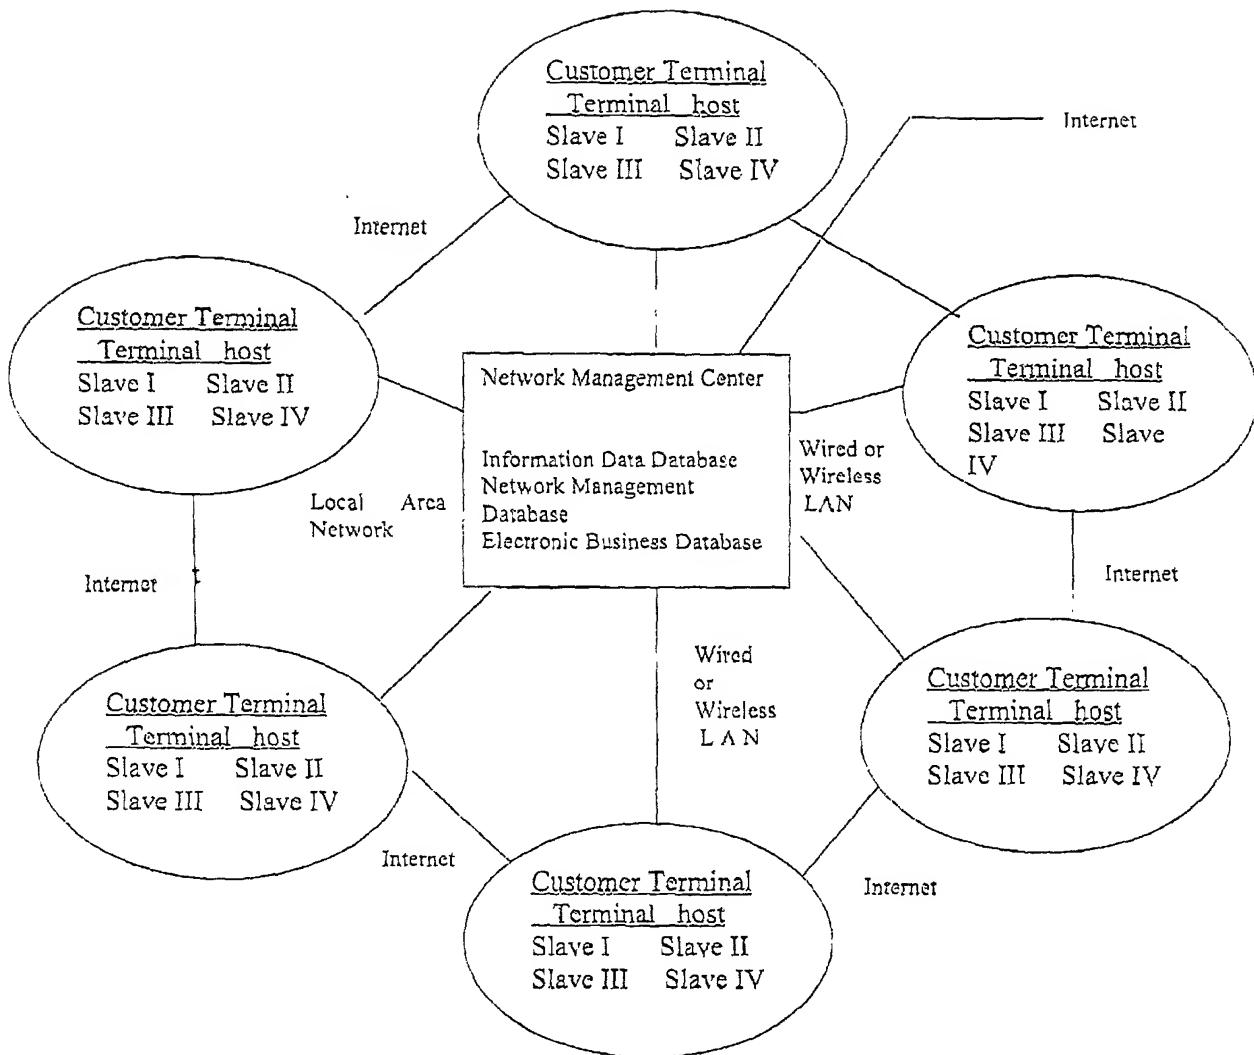 Customer Terminal
Terminal host
Slave I Slave II
Slave III Slave IV
Internet
Internet
Customer Terminal
Terminal host
Slave I Slave II
Slave III Slave IV
Network Management Center
Information Data Database
Network Management
Database
Electronic Business Database
Customer Terminal
Terminal host
Slave I Slave II
Slave III Slave
IV
Local Area
Network
Wired or
Wireless
LAN
Internet
Internet
Customer Terminal
Terminal host
Slave I Slave II
Slave III Slave IV
Wired
or
Wireless
L A N
Customer Terminal
Terminal host
Slave I Slave II
Slave III Slave IV
Internet
Internet
Customer Terminal
Terminal host
Slave I Slave II
Slave III Slave IV